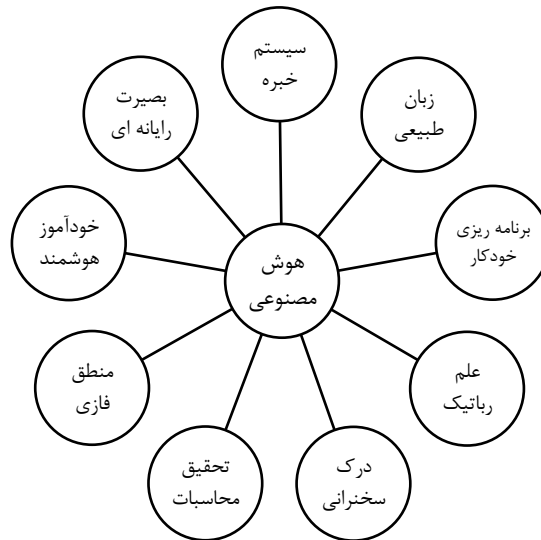 سیستم
خبره
زبان
طبیعی
برنامه ریزی
خودکار
علم
رباتیک
درک
سخنرانی
تحقیق
محاسبات
منطق
فازی
خودآموز
هوشمند
بصیرت
رایانه ای
هوش
مصنوعی